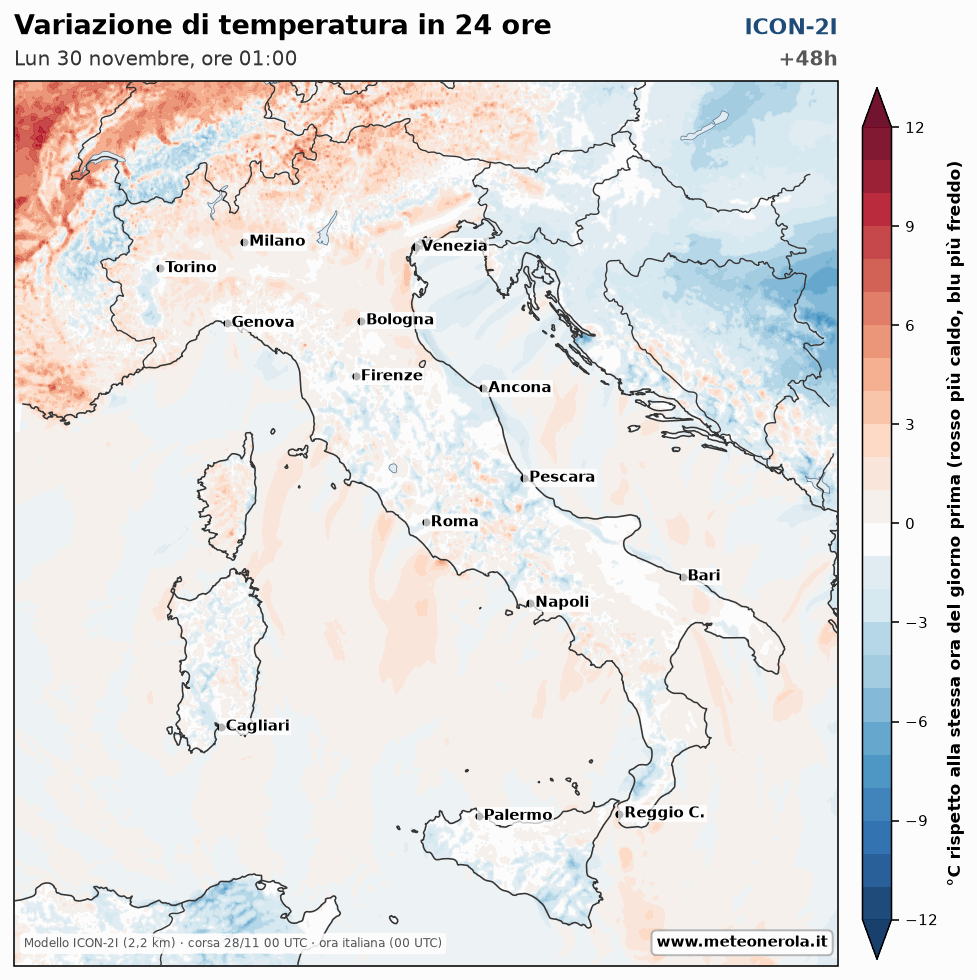 Variazione di temperatura in 24 ore
ICON-2I
Lun 30 novembre, ore 01:00
+48h
Milano
Venezia
Torino
Genova
Bologna
Firenze
Ancona
Pescara
Roma
Bari
Napoli
Cagliari
Palermo
Reggio C.
12
9
6
3
0
−3
−6
−9
−12
°C rispetto alla stessa ora del giorno prima (rosso più caldo, blu più freddo)
Modello ICON-2I (2,2 km) · corsa 28/11 00 UTC · ora italiana (00 UTC)
www.meteonerola.it